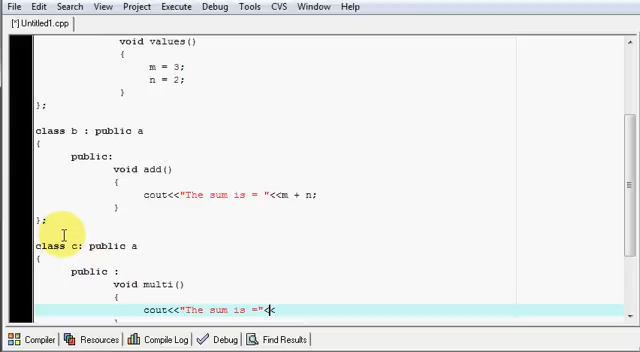 File Edit Search View Project Execute Debug Tools CVS Window Help
[*] Untitled1.cpp
void values()
{
m = 3;
n = 2;
}
};
class b : public a
{
public:
void add()
{
cout<<"The sum is = "<<m + n;
}
};
class c: public a
{
public :
void multi()
{
cout<<"The sum is ="<<
Compiler Resources Compile Log Debug Find Results